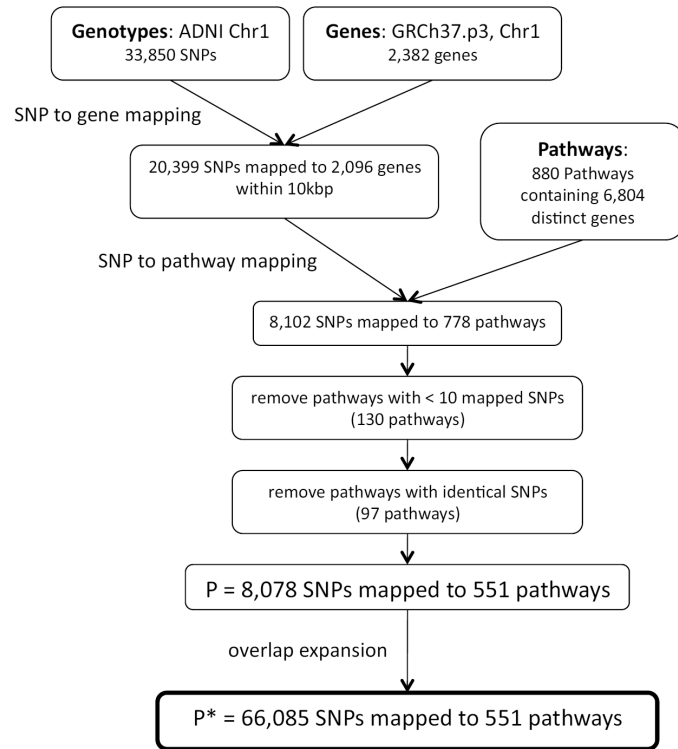 Genotypes: ADNI Chr1
33,850 SNPs
Genes: GRCh37.p3, Chr1
2,382 genes
SNP to gene mapping
20,399 SNPs mapped to 2,096 genes
within 10kbp
Pathways:
880 Pathways
containing 6,804
distinct genes
SNP to pathway mapping
8,102 SNPs mapped to 778 pathways
remove pathways with < 10 mapped SNPs
(130 pathways)
remove pathways with identical SNPs
(97 pathways)
P = 8,078 SNPs mapped to 551 pathways
overlap expansion
P* = 66,085 SNPs mapped to 551 pathways